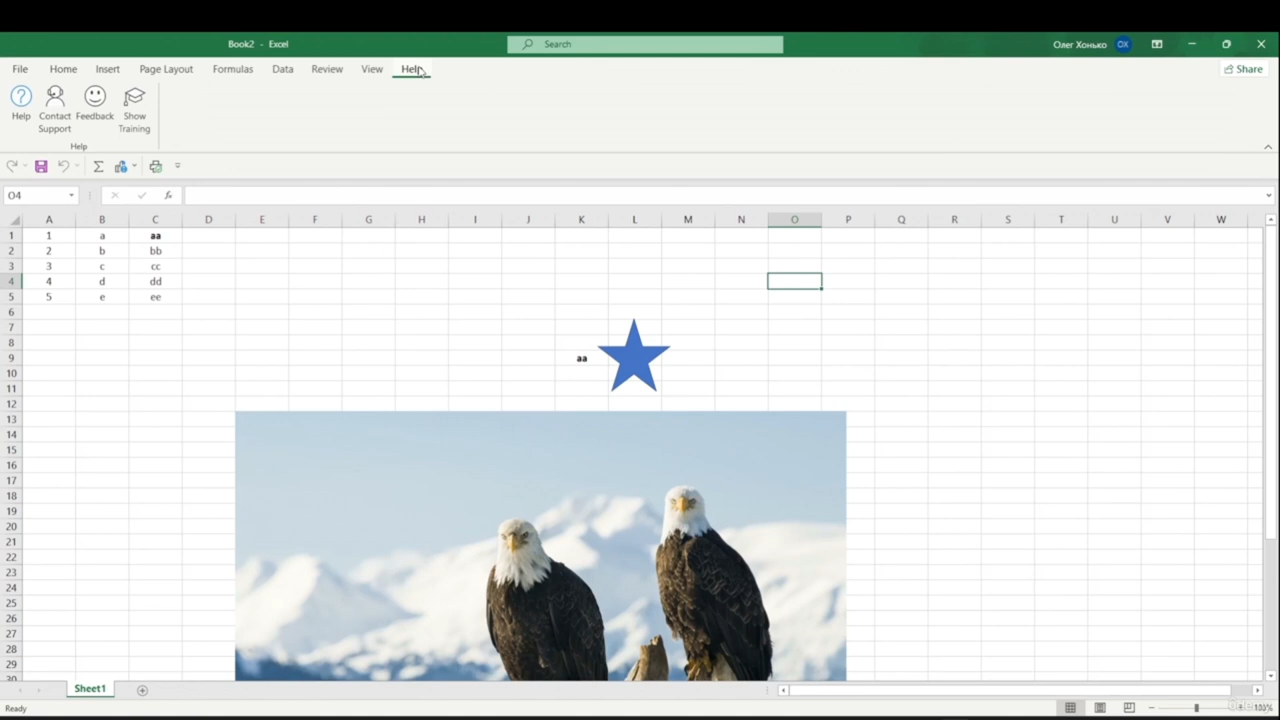 Book2 - Excel
Search
Олег Хонько
OX
File Home Insert Page Layout Formulas Data Review View Help
Share
Help
Contact Support
Feedback
Show Training
Help
O4
fx
A B C D E F G H I J K L M N O P Q R S T U V W
1 1 a aa
2 2 b bb
3 3 c cc
4 4 d dd
5 5 e ee
6
7
8
9 aa
10
11
12
13
14
15
16
17
18
19
20
21
22
23
24
25
26
27
28
29
30
Sheet1
Ready